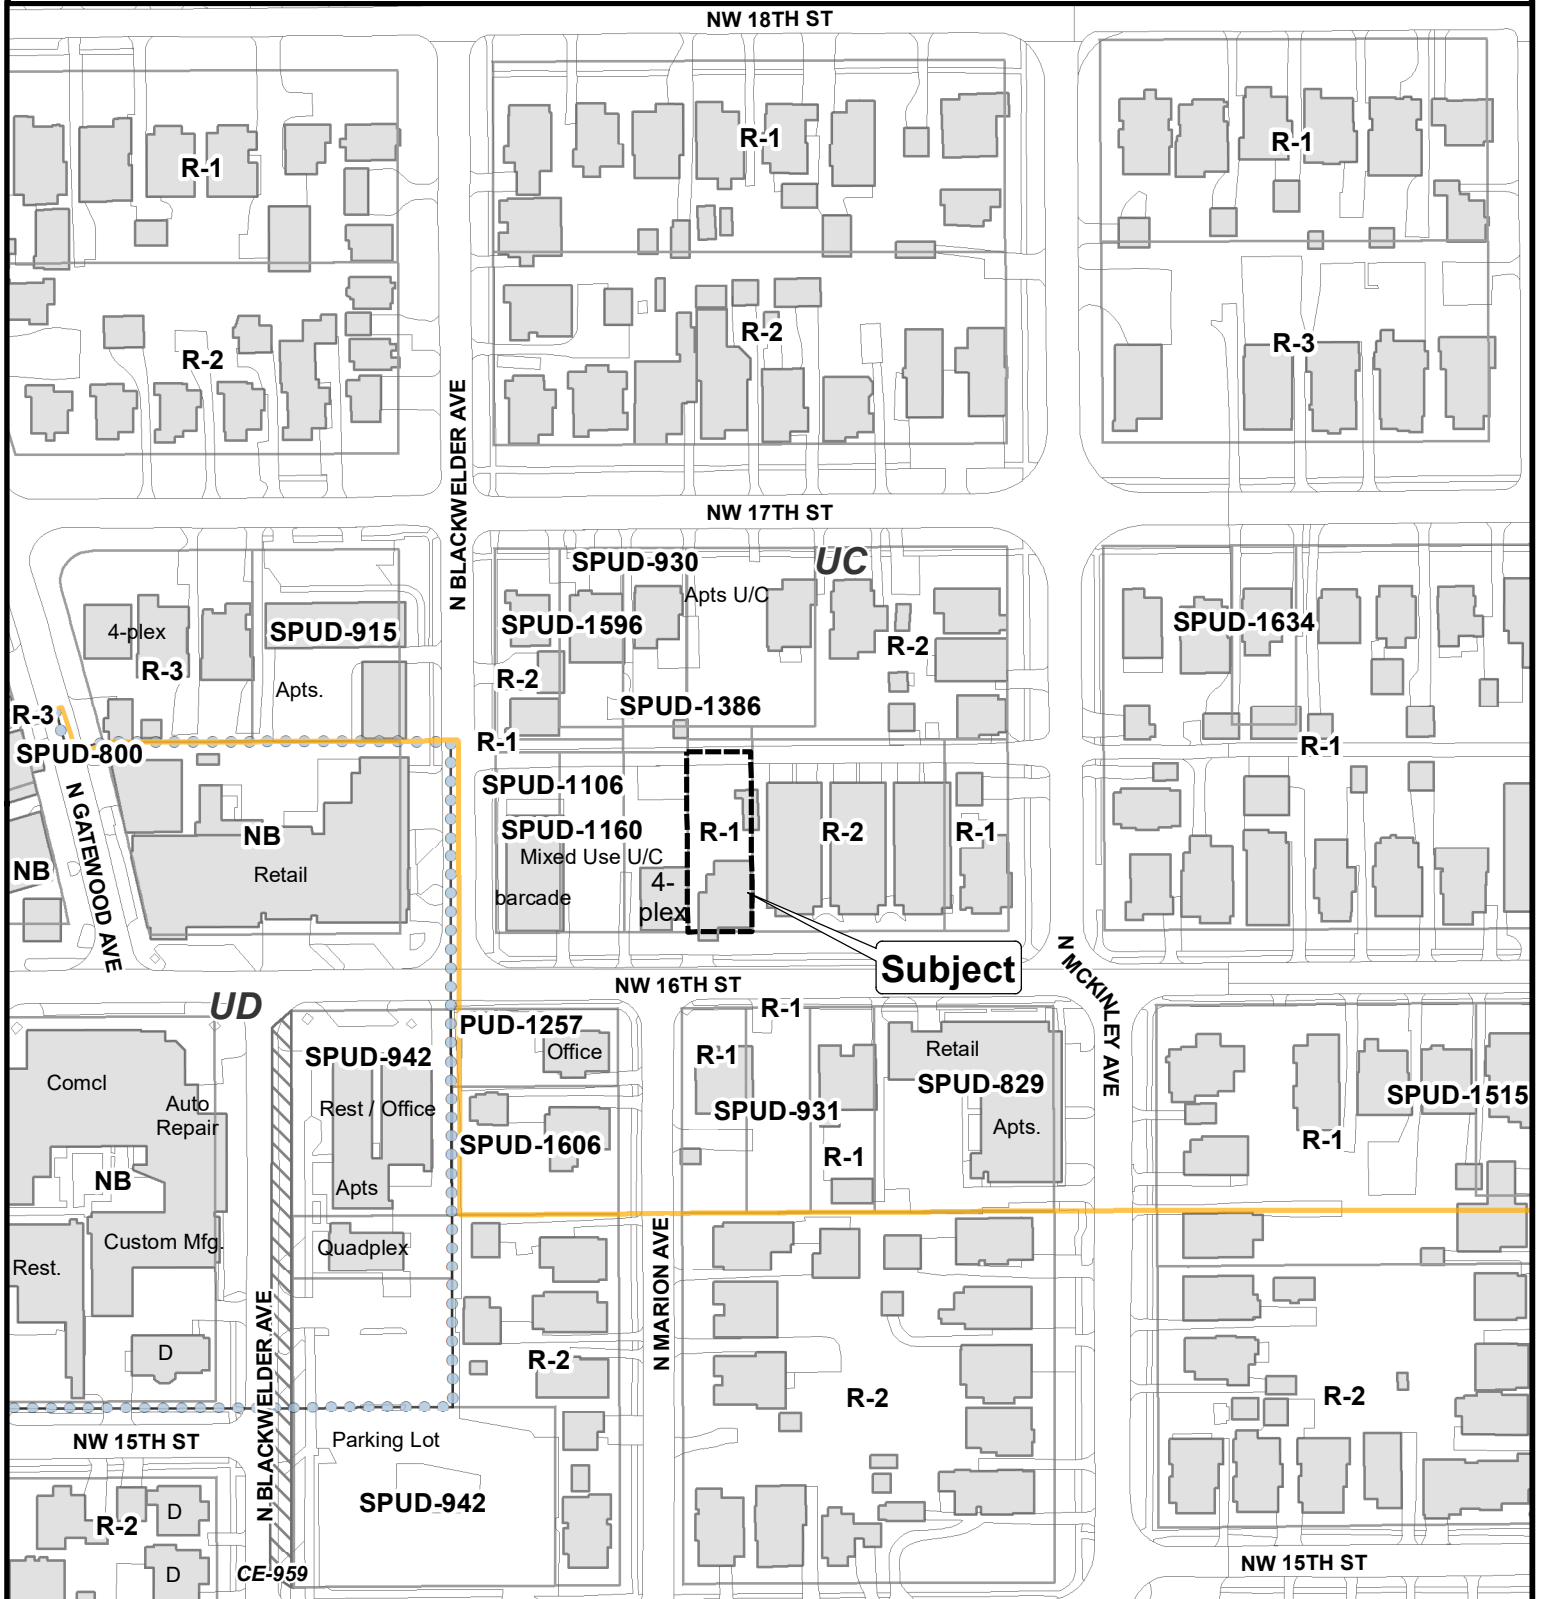 NW 18TH ST
R-1
R-1
R-1
R-2
R-2
R-3
N BLACKWELDER AVE
NW 17TH ST
SPUD-930
UC
Apts U/C
4-plex
SPUD-915
SPUD-1596
SPUD-1634
R-3
R-2
R-2
Apts.
R-3
SPUD-1386
SPUD-800
R-1
R-1
SPUD-1106
N GATEWOOD AVE
NB
SPUD-1160
R-1
R-2
R-1
Mixed Use U/C
NB
Retail
barcade
4-
plex
Subject
N MCKINLEY AVE
NW 16TH ST
UD
R-1
PUD-1257
SPUD-942
Office
R-1
Retail
Comcl
SPUD-829
SPUD-1515
Auto
Repair
Rest / Office
SPUD-931
Apts.
SPUD-1606
R-1
R-1
NB
Apts
Custom Mfg.
Quadplex
Rest.
N BLACKWELDER AVE
N MARION AVE
D
R-2
R-2
R-2
NW 15TH ST
Parking Lot
SPUD-942
D
R-2
D
CE-959
NW 15TH ST